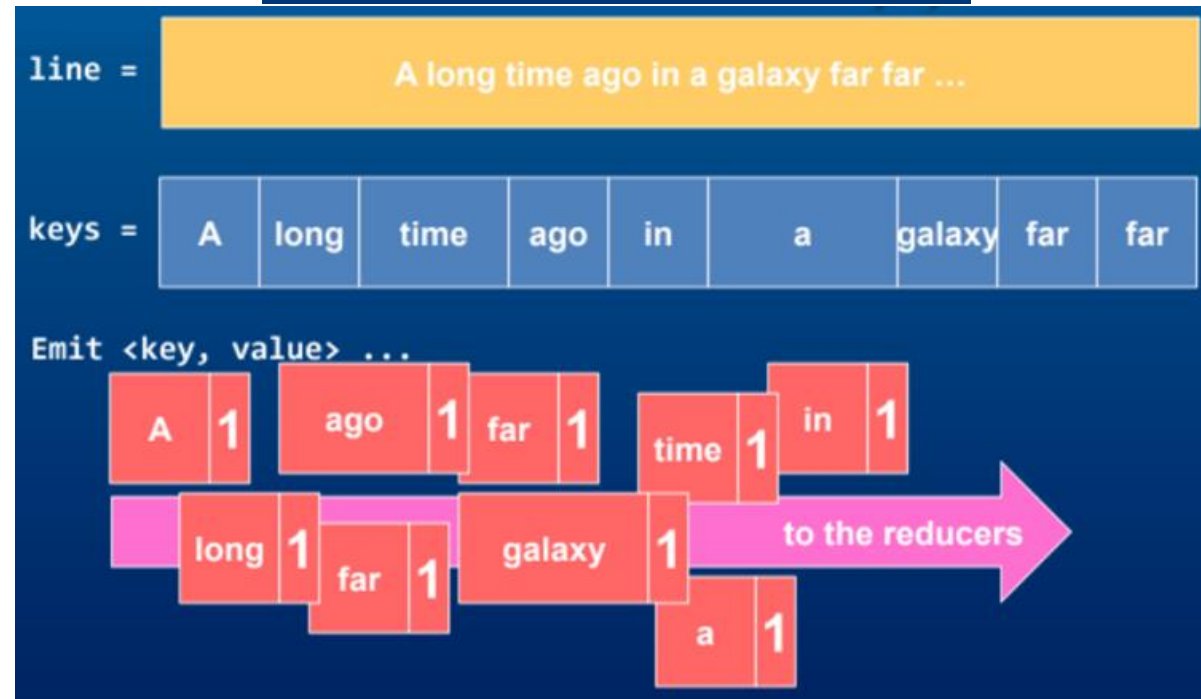 line =
A long time ago in a galaxy far far ...
keys =
A
long
time
ago
in
a
galaxy
far
far
Emit <key, value> ...
A 1
ago 1
far 1
time 1
in 1
long 1
far 1
galaxy 1
a 1
to the reducers